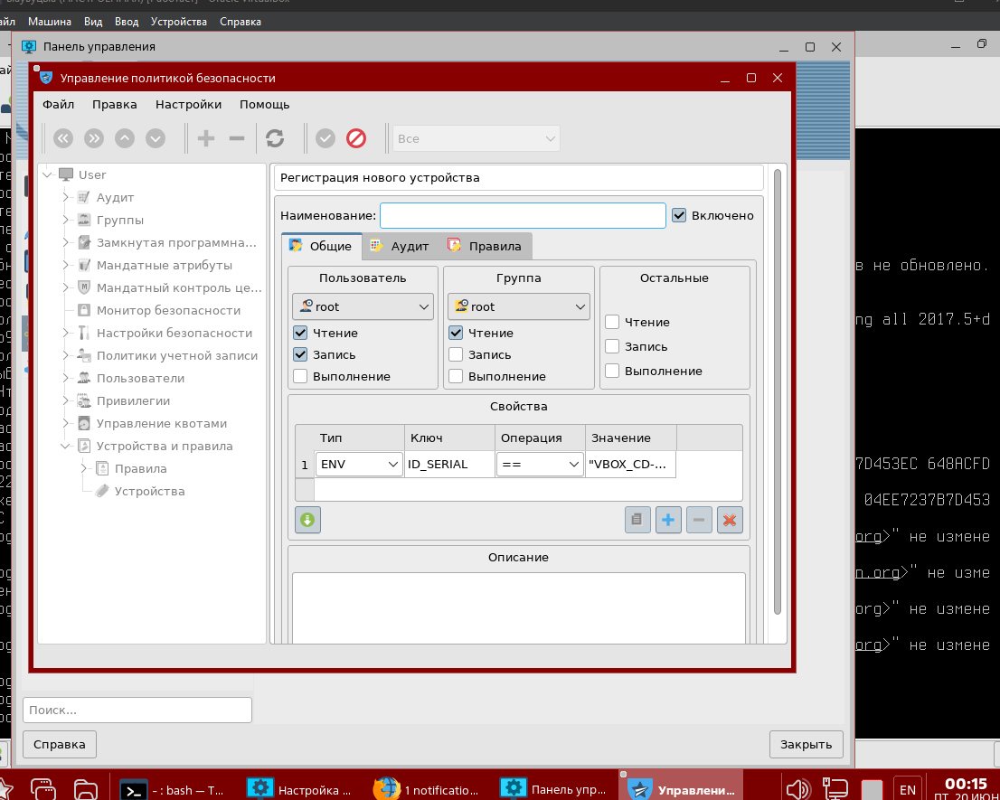 Машина Вид Ввод Устройства Справка
Панель управления
Управление политикой безопасности
Файл Правка Настройки Помощь
Все
User
Аудит
Группы
Замкнутая программна...
Мандатные атрибуты
Мандатный контроль це...
Монитор безопасности
Настройки безопасности
Политики учетной записи
Пользователи
Привилегии
Управление квотами
Устройства и правила
Правила
Устройства
Регистрация нового устройства
Наименование: Включено
Общие Аудит Правила
Пользователь Группа Остальные
root root
Чтение Чтение Чтение
Запись Запись Запись
Выполнение Выполнение Выполнение
Свойства
Тип Ключ Операция Значение
1 ENV ID_SERIAL == "VBOX_CD-...
Описание
в не обновлено.
ng all 2017.5+d
7D453EC 648ACFD
04EE7237B7D453
org>" не измене
n.org>" не изме
org>" не измене
org>" не измене
Поиск...
Справка Закрыть
- : bash — T... Настройка ... 1 notificatio... Панель упр... Управлени... EN 00:15
ПТ, 20 ИЮН